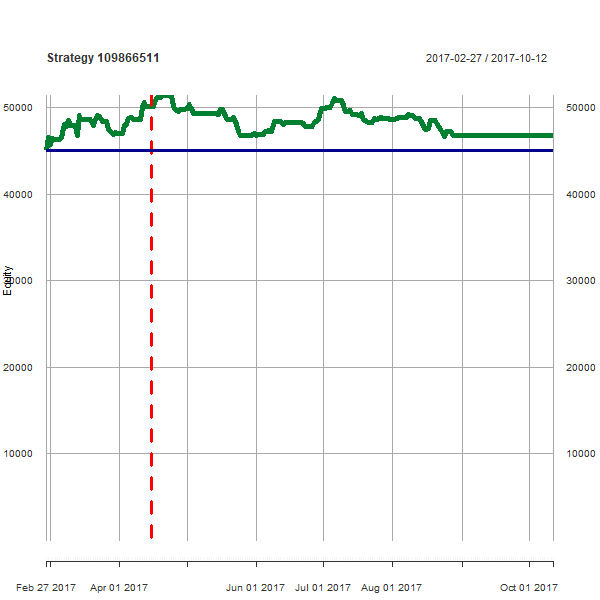 Strategy 109866511
2017-02-27 / 2017-10-12
50000
50000
40000
40000
Equity
30000
30000
20000
20000
10000
10000
Feb 27 2017
Apr 01 2017
Jun 01 2017
Jul 01 2017
Aug 01 2017
Oct 01 2017